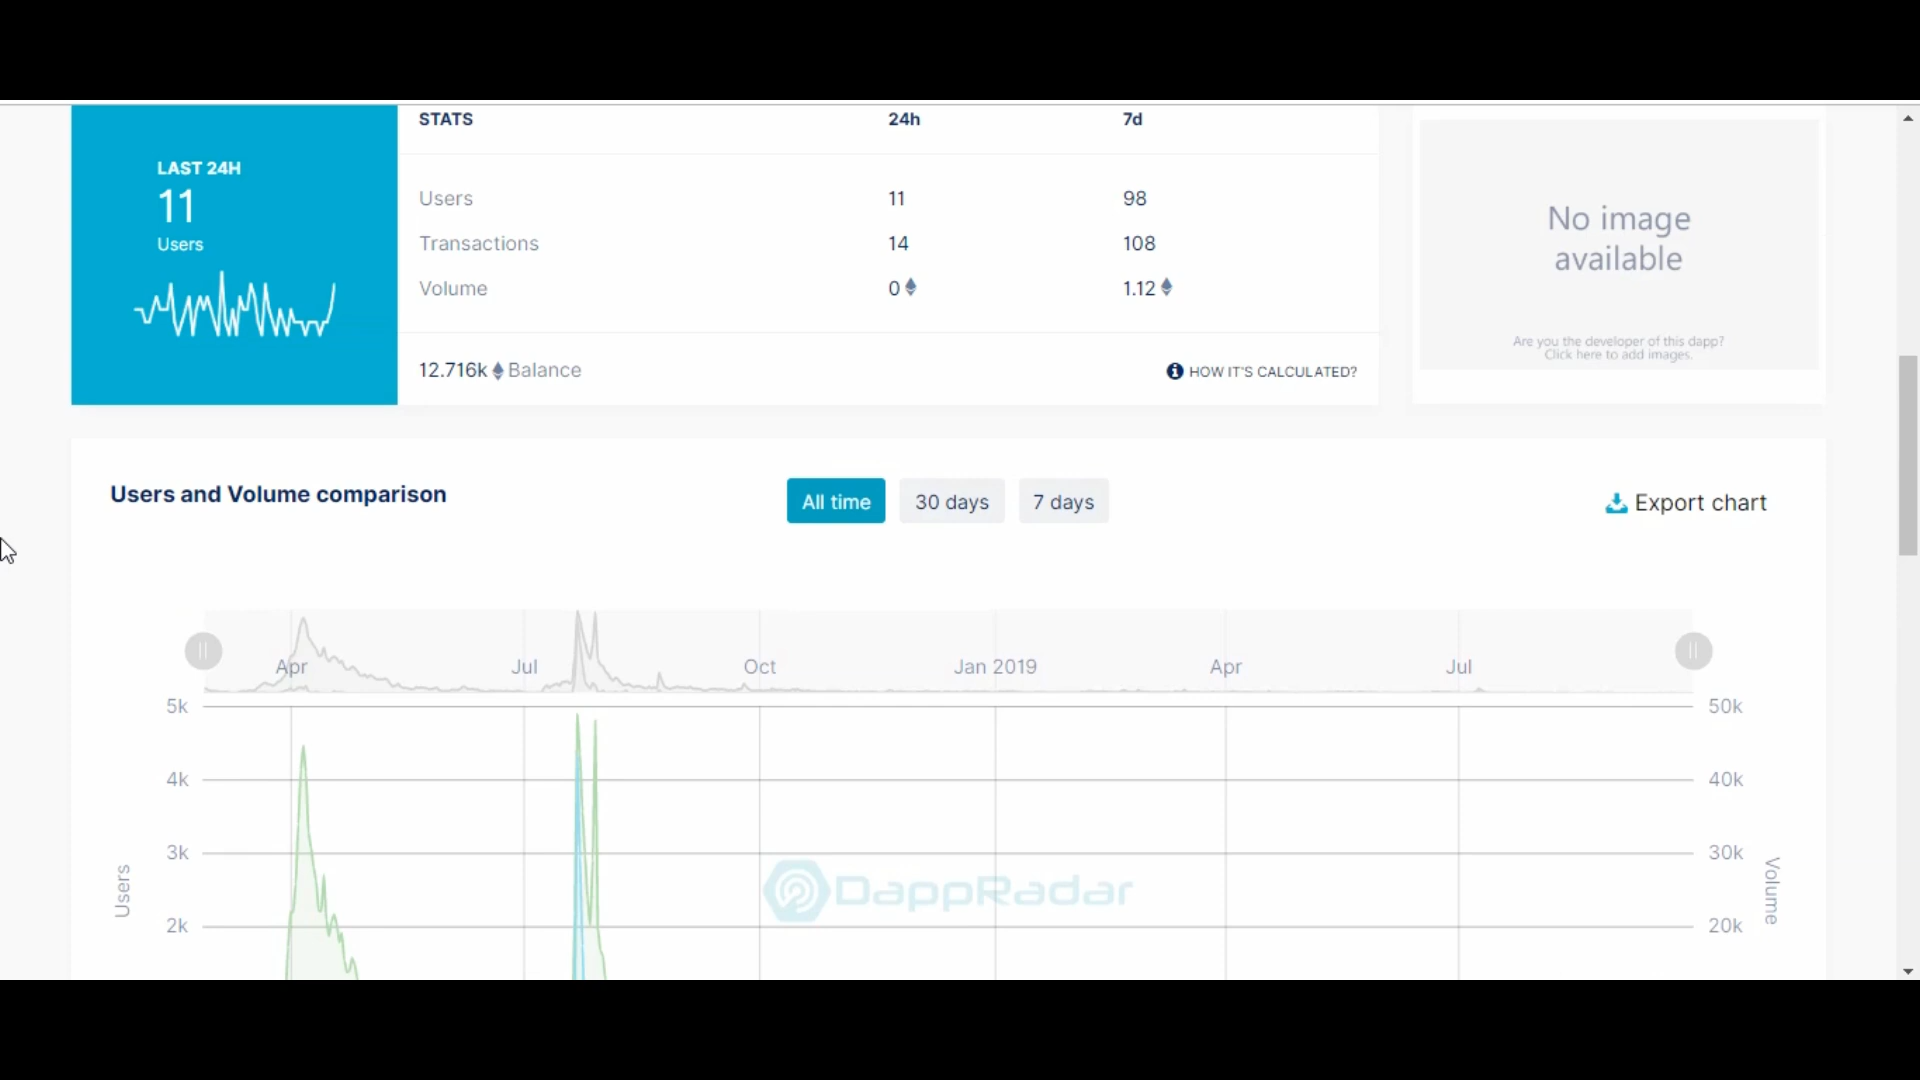 STATS 24h 7d
LAST 24H
11
Users
Users 11 98
Transactions 14 108
Volume 0 1.12
12.716k Balance
HOW IT'S CALCULATED?
No image
available
Are you the developer of this dapp?
Click here to add images.
Users and Volume comparison
All time
30 days
7 days
Export chart
Apr Jul Oct Jan 2019 Apr Jul
5k 50k
4k 40k
3k 30k
2k 20k
Users
Volume
DappRadar